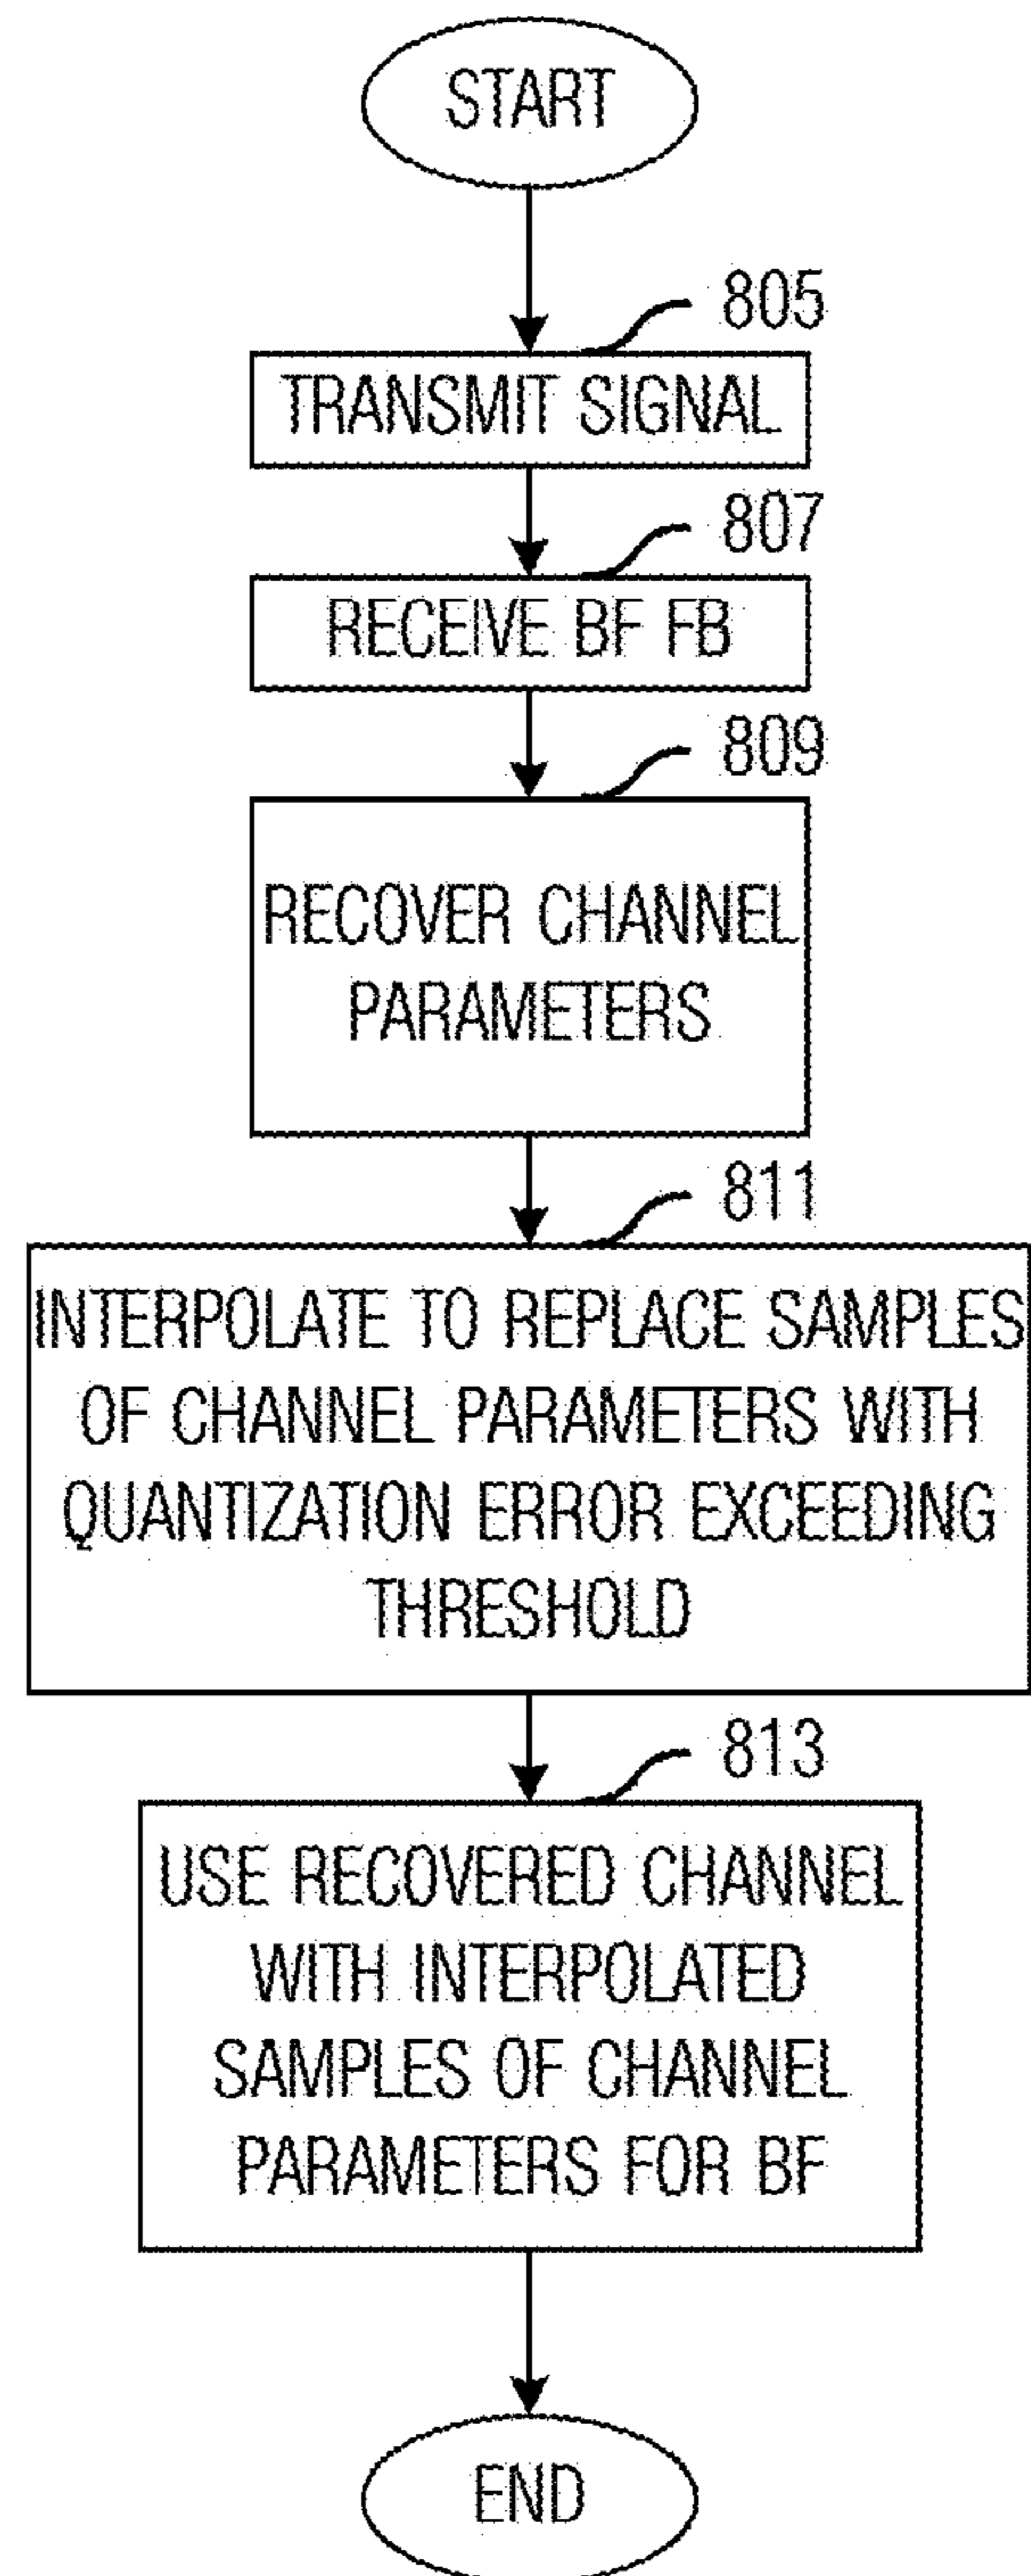 START
805
TRANSMIT SIGNAL
807
RECEIVE BF FB
809
RECOVER CHANNEL
PARAMETERS
811
INTERPOLATE TO REPLACE SAMPLES
OF CHANNEL PARAMETERS WITH
QUANTIZATION ERROR EXCEEDING
THRESHOLD
813
USE RECOVERED CHANNEL
WITH INTERPOLATED
SAMPLES OF CHANNEL
PARAMETERS FOR BF
END